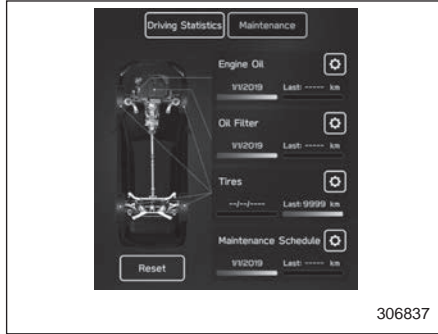 Driving Statistics Maintenance
Engine Oil
1/1/2019 Last: ----- km
Oil Filter
1/1/2019 Last: ----- km
Tires
--/--/---- Last: 9999 km
Maintenance Schedule
1/1/2019 Last: ----- km
Reset
306837